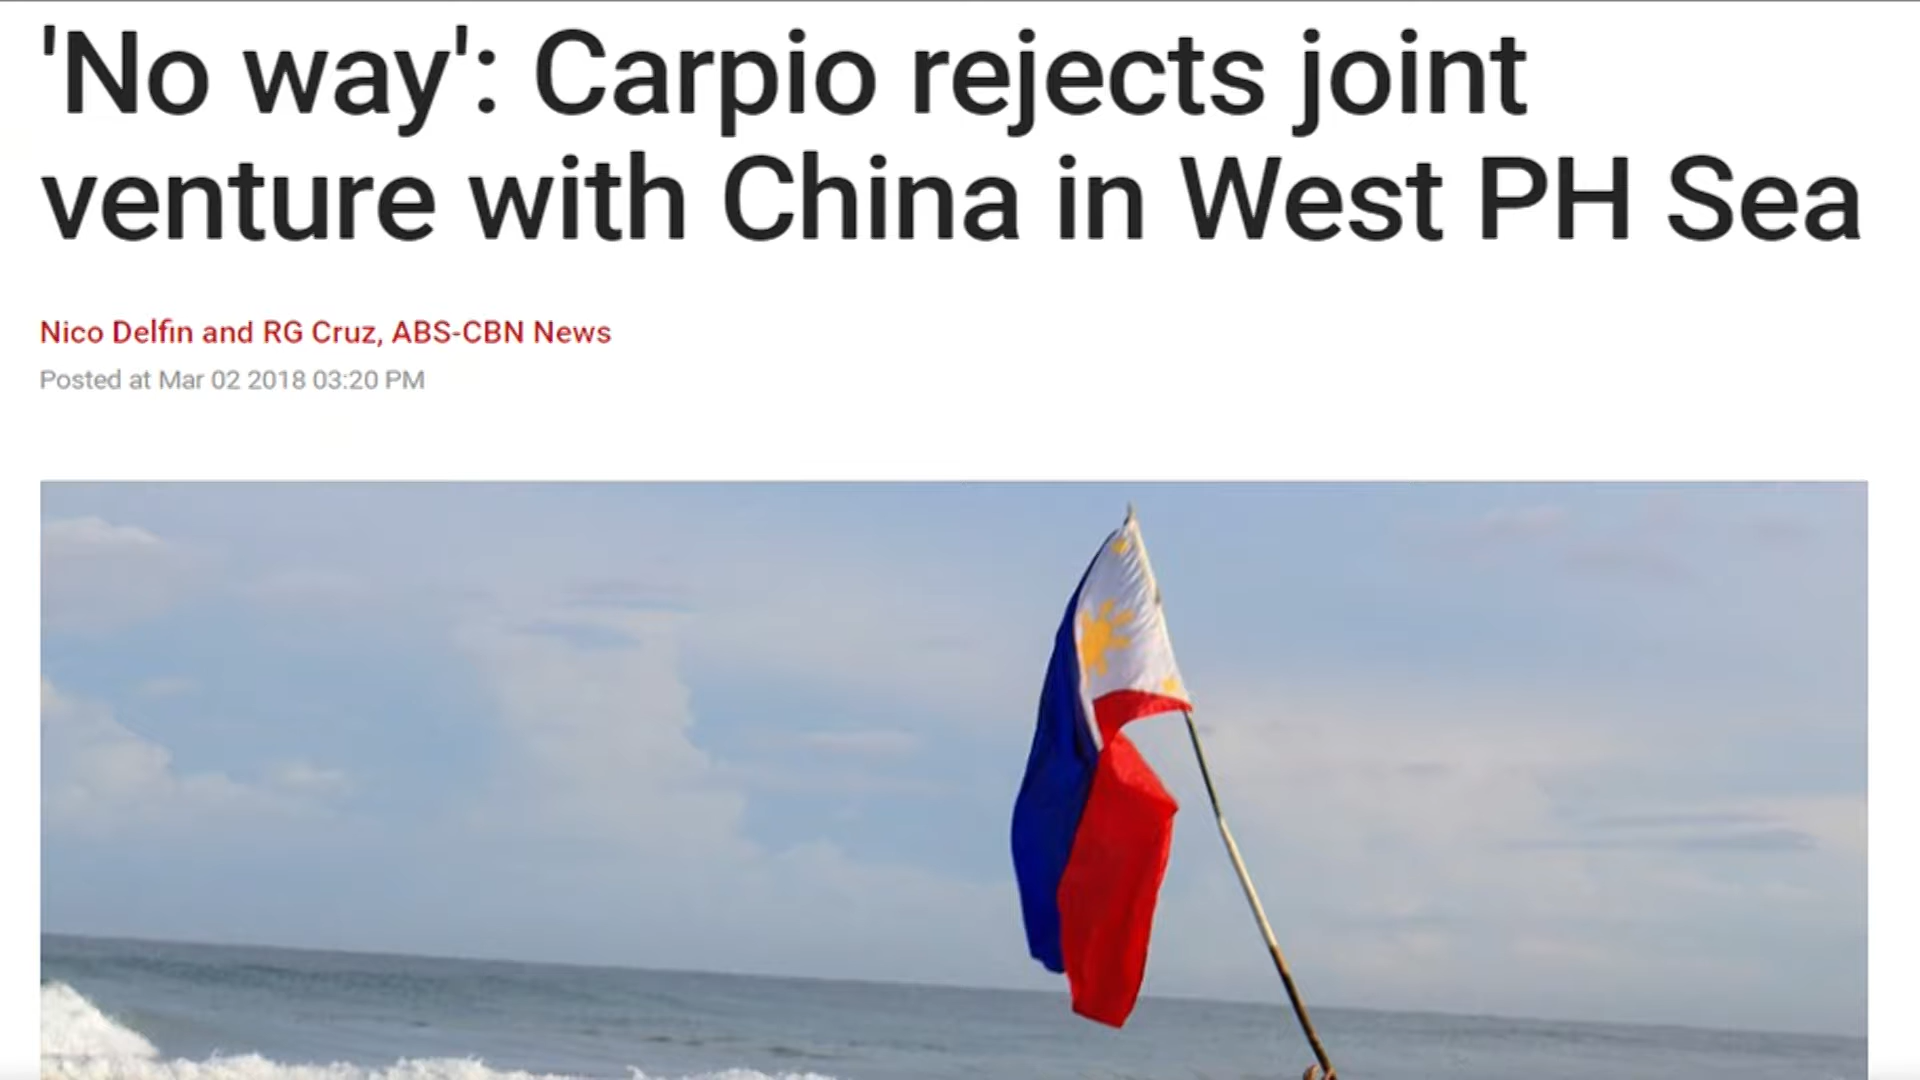 'No way': Carpio rejects joint
venture with China in West PH Sea
Nico Delfin and RG Cruz, ABS-CBN News
Posted at Mar 02 2018 03:20 PM